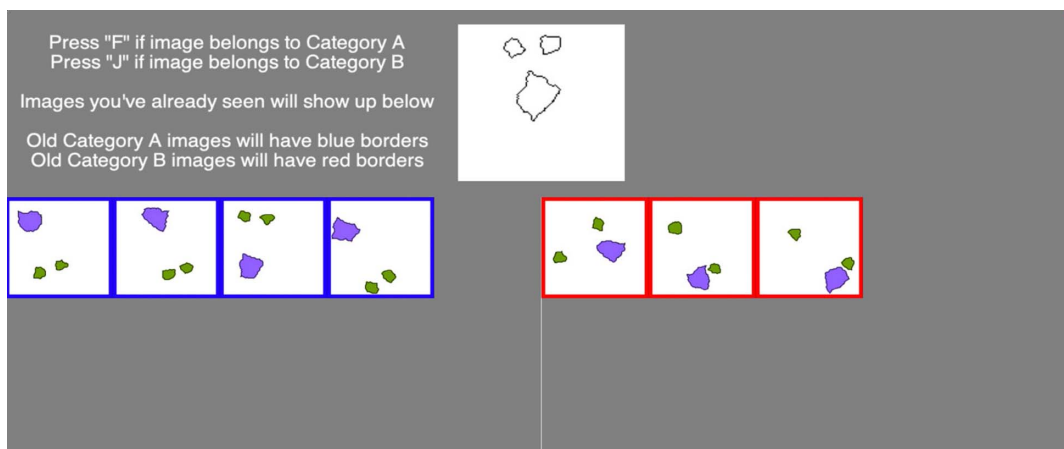 Press "F" if image belongs to Category A
Press "J" if image belongs to Category B
Images you've already seen will show up below
Old Category A images will have blue borders
Old Category B images will have red borders